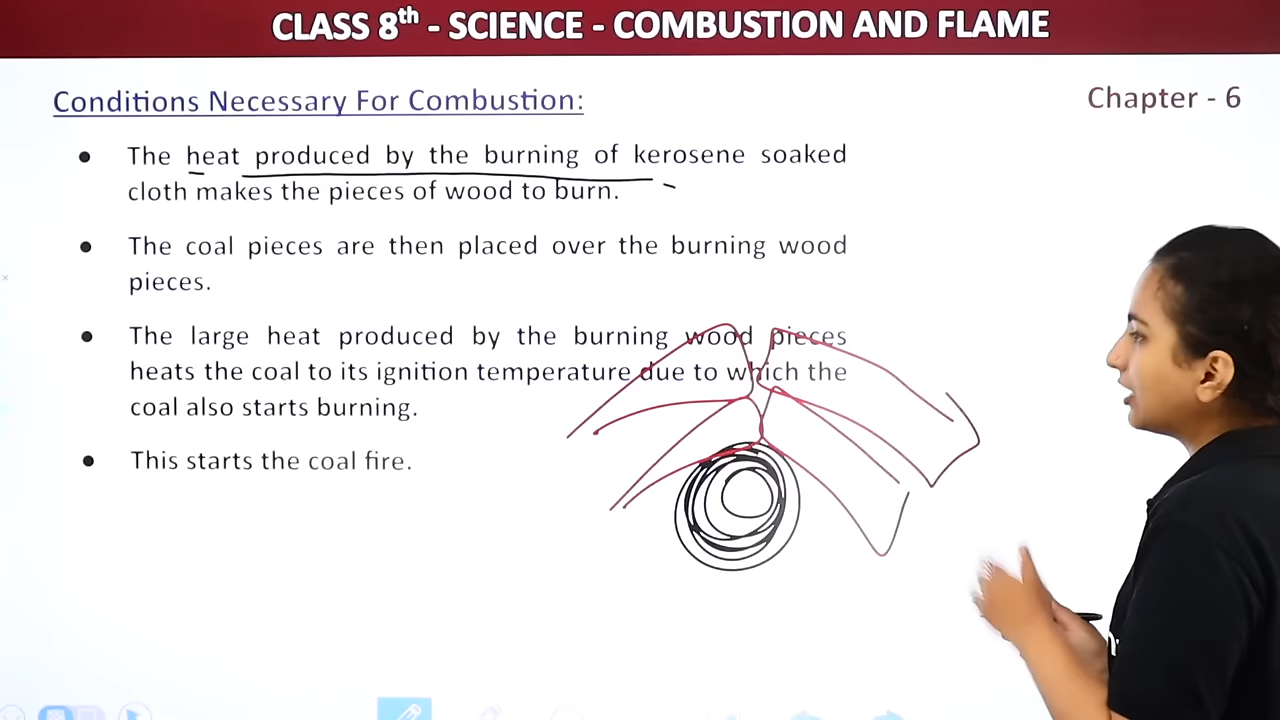 CLASS 8th - SCIENCE - COMBUSTION AND FLAME
Conditions Necessary For Combustion:
Chapter - 6
● The heat produced by the burning of kerosene soaked
cloth makes the pieces of wood to burn.
● The coal pieces are then placed over the burning wood
pieces.
● The large heat produced by the burning wood pieces
heats the coal to its ignition temperature due to which the
coal also starts burning.
● This starts the coal fire.